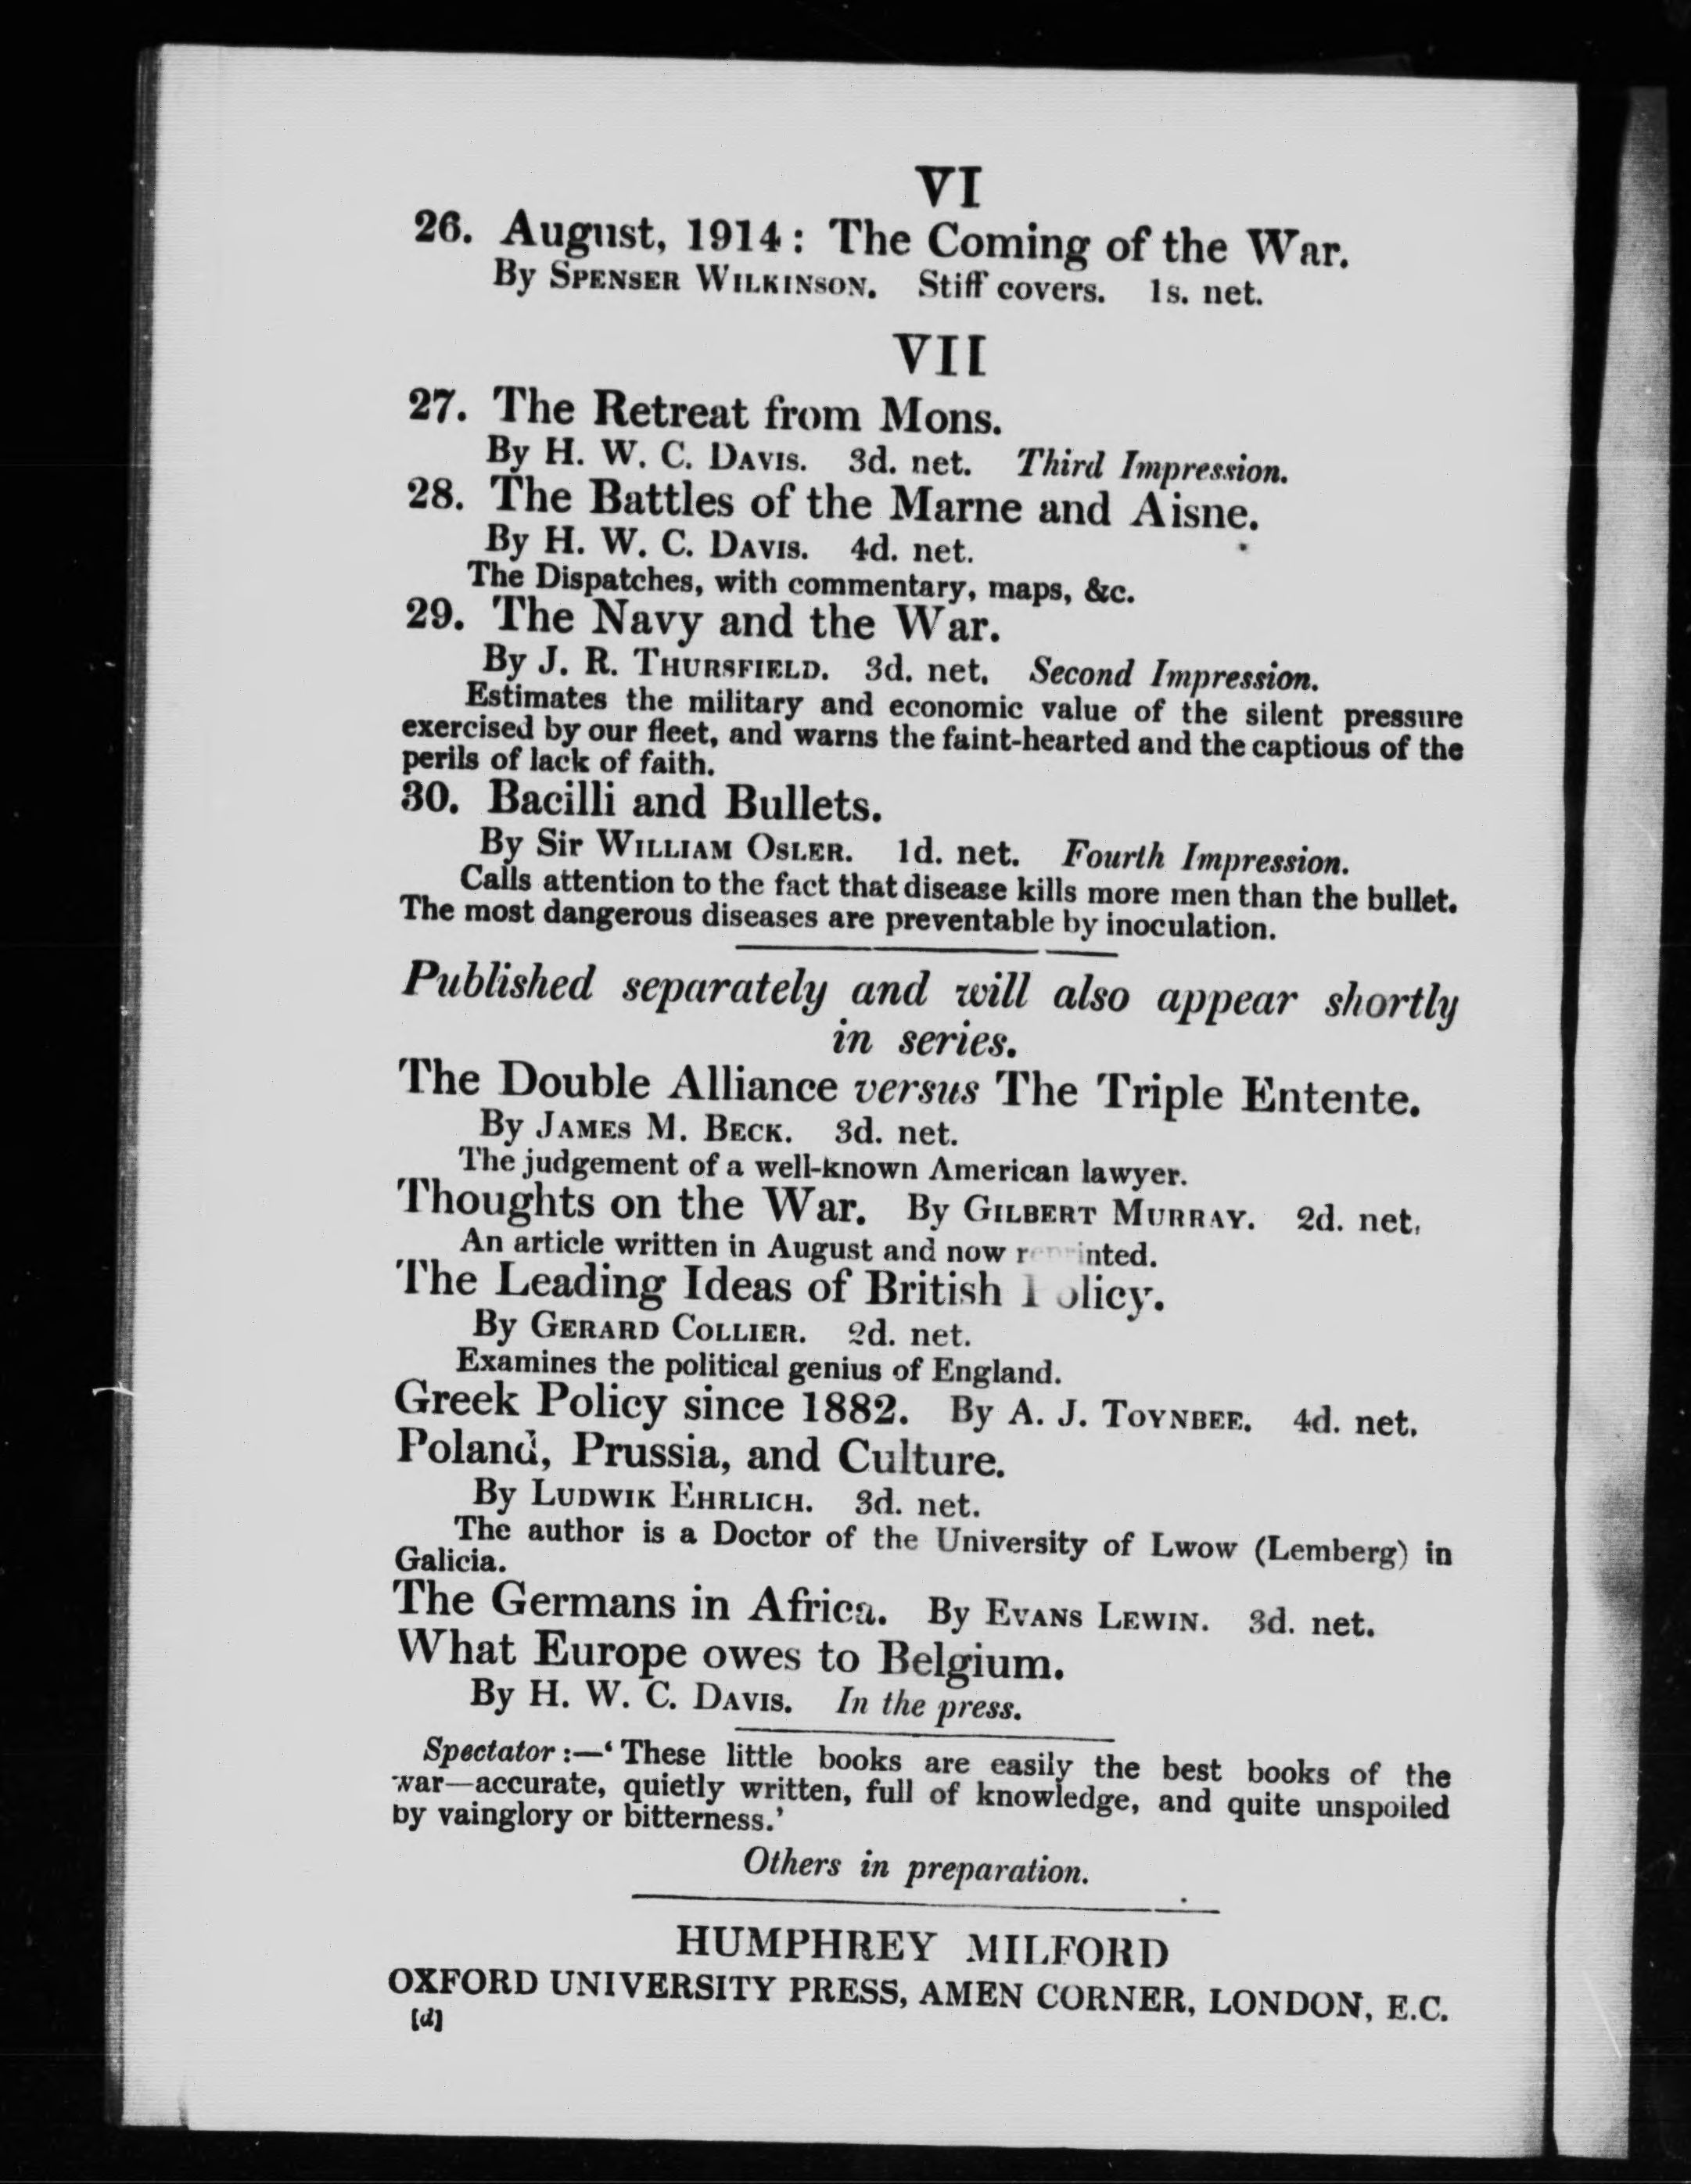 VI
26. August, 1914: The Coming of the War.
By SPENSER WILKINSON. Stiff covers. 1s. net.
VII
27. The Retreat from Mons.
By H. W. C. DAVIS. 3d. net. Third Impression.
28. The Battles of the Marne and Aisne.
By H. W. C. DAVIS. 4d. net.
The Dispatches, with commentary, maps, &c.
29. The Navy and the War.
By J. R. THURSFIELD. 3d. net. Second Impression.
Estimates the military and economic value of the silent pressure
exercised by our fleet, and warns the faint-hearted and the captious of the
perils of lack of faith.
30. Bacilli and Bullets.
By Sir WILLIAM OSLER. 1d. net. Fourth Impression.
Calls attention to the fact that disease kills more men than the bullet.
The most dangerous diseases are preventable by inoculation.
Published separately and will also appear shortly
in series.
The Double Alliance versus The Triple Entente.
By JAMES M. BECK. 3d. net.
The judgement of a well-known American lawyer.
Thoughts on the War. By GILBERT MURRAY. 2d. net.
An article written in August and now reprinted.
The Leading Ideas of British Policy.
By GERARD COLLIER. 2d. net.
Examines the political genius of England.
Greek Policy since 1882. By A. J. TOYNBEE. 4d. net.
Poland, Prussia, and Culture.
By LUDWIK EHRLICH. 3d. net.
The author is a Doctor of the University of Lwow (Lemberg) in
Galicia.
The Germans in Africa. By EVANS LEWIN. 3d. net.
What Europe owes to Belgium.
By H. W. C. DAVIS. In the press.
Spectator:—‘These little books are easily the best books of the
war—accurate, quietly written, full of knowledge, and quite unspoiled
by vainglory or bitterness.’
Others in preparation.
HUMPHREY MILFORD
OXFORD UNIVERSITY PRESS, AMEN CORNER, LONDON, E.C.
[d]